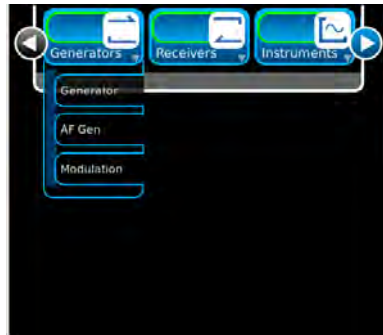 Generators
Receivers
Instruments
Generator
AF Gen
Modulation